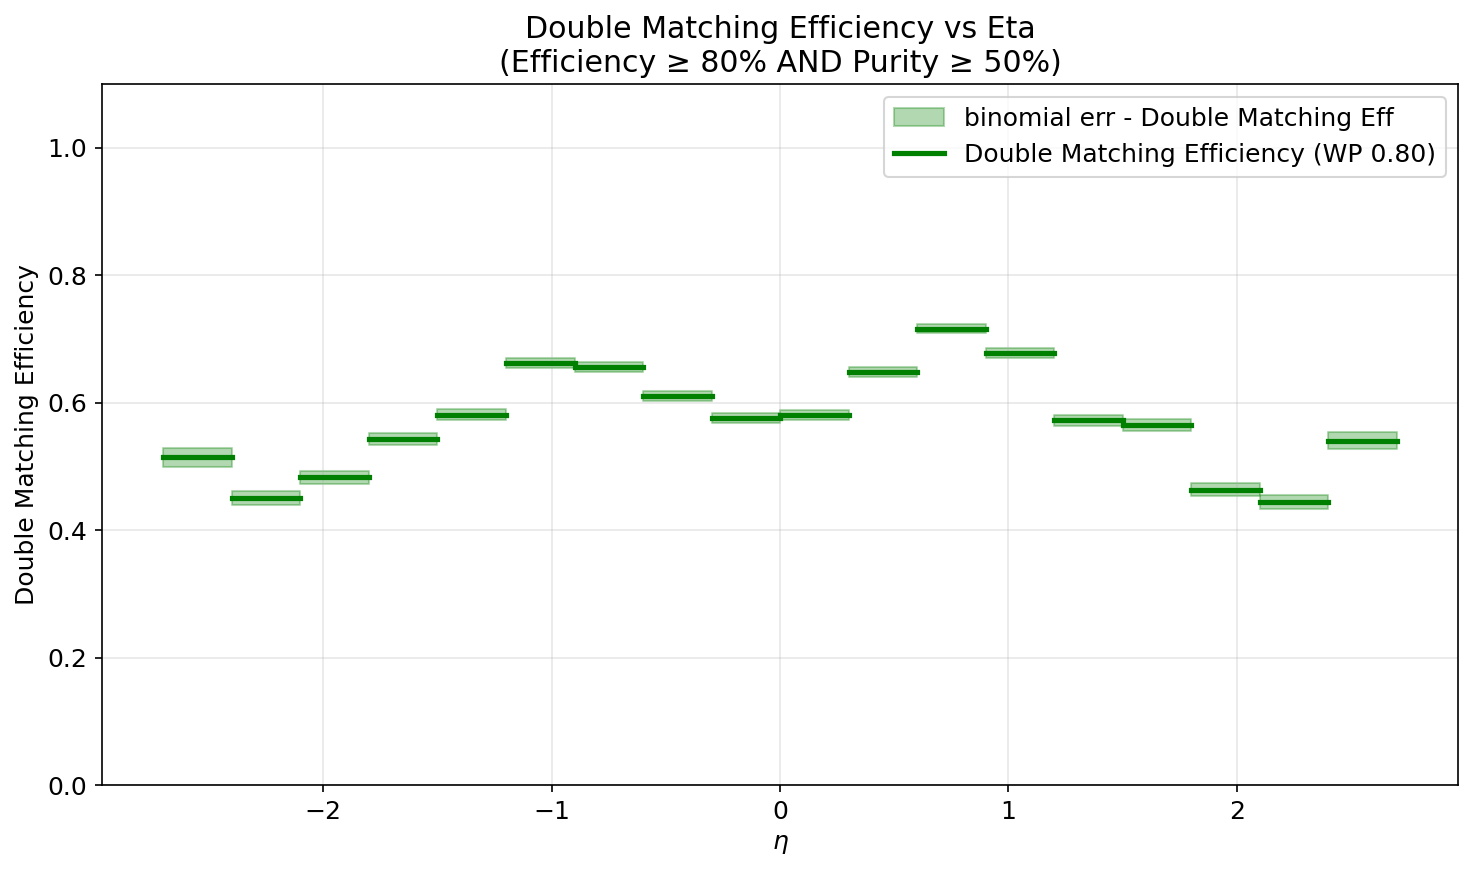 Double Matching Efficiency vs Eta
(Efficiency ≥ 80% AND Purity ≥ 50%)
binomial err - Double Matching Eff
Double Matching Efficiency (WP 0.80)
Double Matching Efficiency
1.0
0.8
0.6
0.4
0.2
0.0
−2
−1
0
1
2
η